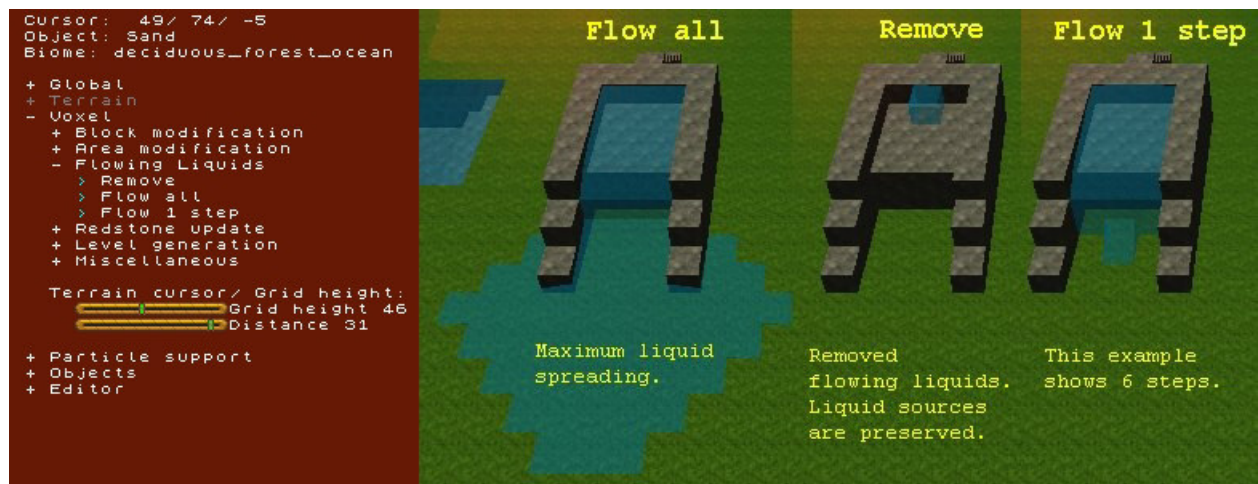 Cursor: 49/ 74/ -5
Object: Sand
Biome: deciduous_forest_ocean
+ Global
+ Terrain
- Voxel
+ Block modification
+ Area modification
- Flowing Liquids
> Remove
> Flow all
> Flow 1 step
+ Redstone update
+ Level generation
+ Miscellaneous
Terrain cursor/ Grid height:
Grid height 46
Distance 31
+ Particle support
+ Objects
+ Editor
Flow all
Maximum liquid
spreading.
Remove
Removed
flowing liquids.
Liquid sources
are preserved.
Flow 1 step
This example
shows 6 steps.